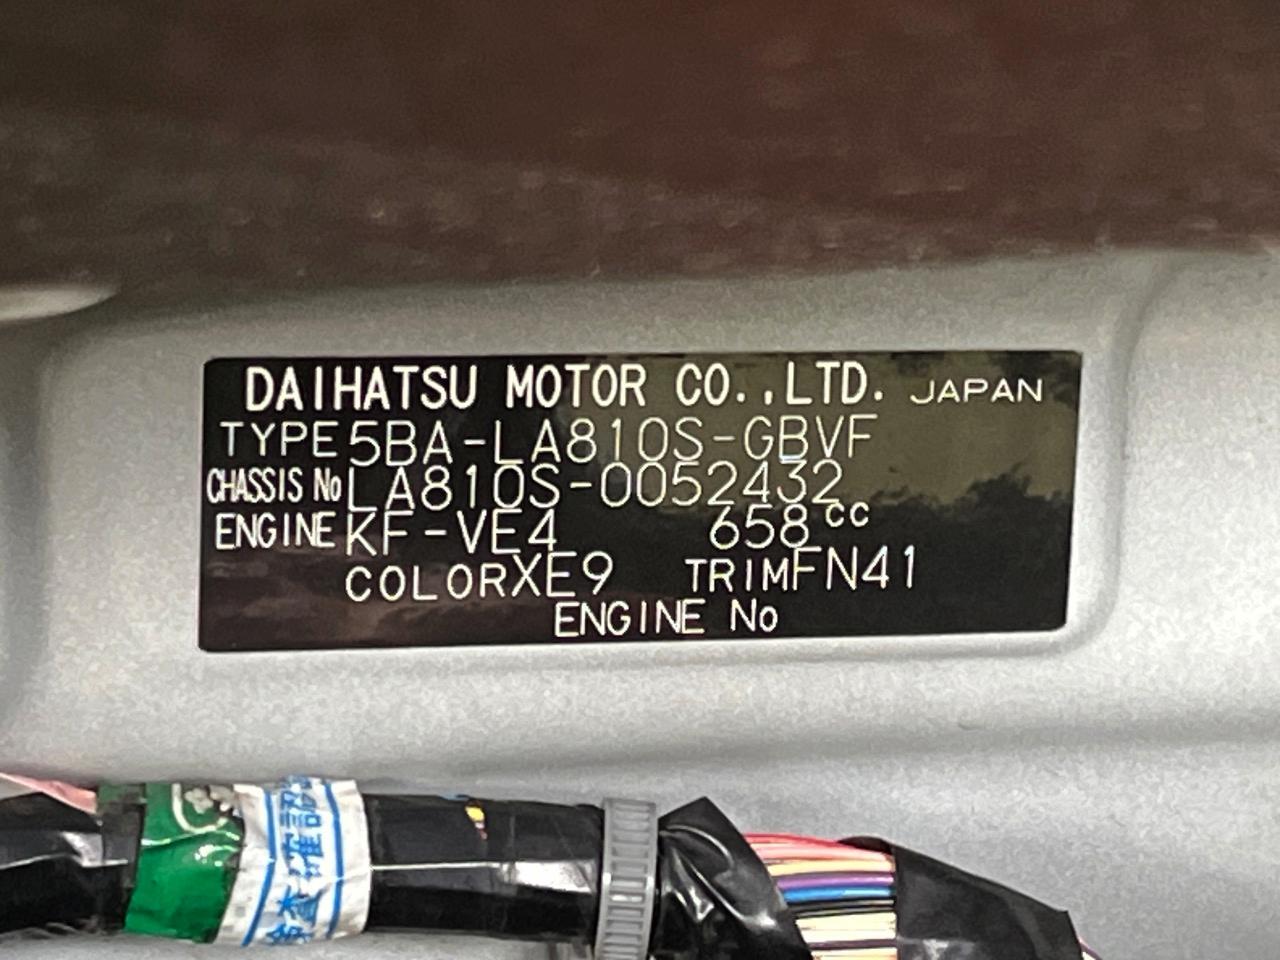 DAIHATSU MOTOR CO.,LTD. JAPAN
TYPE 5BA-LA810S-GBVF
CHASSIS No LA810S-0052432
ENGINE KF-VE4 658cc
COLOR XE9 TRIM FN41
ENGINE No